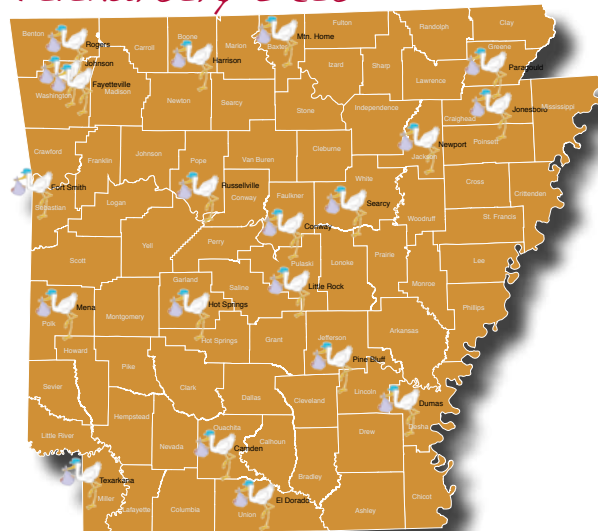 Benton
Rogers
Carroll
Boone
Harrison
Marion
Baxter
Mtn. Home
Fulton
Randolph
Clay
Greene
Paragould
Johnson
Washington
Fayetteville
Madison
Newton
Searcy
Izard
Sharp
Lawrence
Stone
Independence
Jonesboro
Craighead
Mississippi
Poinsett
Newport
Jackson
Crawford
Franklin
Johnson
Pope
Van Buren
Cleburne
Fort Smith
Sebastian
Logan
Russellville
Conway
Faulkner
White
Searcy
Cross
Crittenden
Woodruff
St. Francis
Conway
Scott
Yell
Perry
Pulaski
Lonoke
Prairie
Lee
Monroe
Garland
Saline
Little Rock
Mena
Polk
Montgomery
Hot Springs
Phillips
Arkansas
Hot Springs
Grant
Jefferson
Pine Bluff
Howard
Pike
Sevier
Clark
Dallas
Cleveland
Lincoln
Dumas
Desha
Little River
Hempstead
Nevada
Ouachita
Camden
Calhoun
Drew
Bradley
Texarkana
Miller
Lafayette
Columbia
El Dorado
Union
Ashley
Chicot